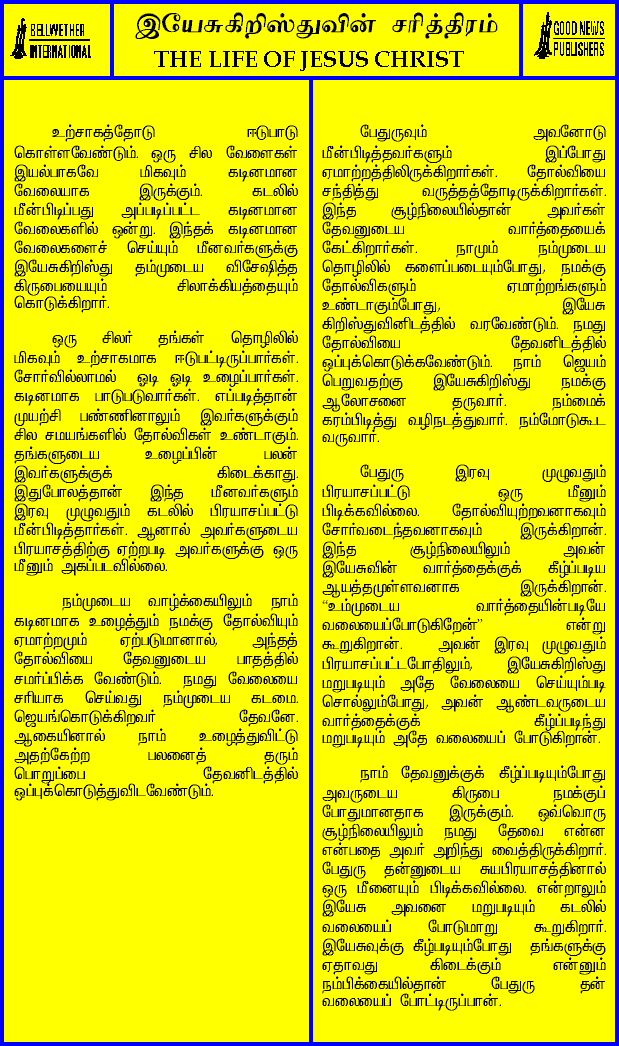 BELLWETHER
INTERNATIONAL
இயேசுகிறிஸ்துவின் சரித்திரம்
THE LIFE OF JESUS CHRIST
GOOD NEWS
PUBLISHERS
உற்சாகத்தோடு ஈடுபாடு
கொள்ளவேண்டும். ஒரு சில வேளைகள்
இயல்பாகவே மிகவும் கடினமான
வேலையாக இருக்கும். கடலில்
மீன்பிடிப்பது அப்படிப்பட்ட கடினமான
வேலைகளில் ஒன்று. இந்தக் கடினமான
வேலைகளைச் செய்யும் மீனவர்களுக்கு
இயேசுகிறிஸ்து தம்முடைய விசேஷித்த
கிருபையையும் சிலாக்கியத்தையும்
கொடுக்கிறார்.
ஒரு சிலர் தங்கள் தொழிலில்
மிகவும் உற்சாகமாக ஈடுபட்டிருப்பார்கள்.
சோர்வில்லாமல் ஓடி ஓடி உழைப்பார்கள்.
கடினமாக பாடுபடுவார்கள். எப்படித்தான்
முயற்சி பண்ணினாலும் இவர்களுக்கும்
சில சமயங்களில் தோல்விகள் உண்டாகும்.
தங்களுடைய உழைப்பின் பலன்
இவர்களுக்குக் கிடைக்காது.
இதுபோலத்தான் இந்த மீனவர்களும்
இரவு முழுவதும் கடலில் பிரயாசப்பட்டு
மீன்பிடித்தார்கள். ஆனால் அவர்களுடைய
பிரயாசத்திற்கு ஏற்றபடி அவர்களுக்கு ஒரு
மீனும் அகப்படவில்லை.
நம்முடைய வாழ்க்கையிலும் நாம்
கடினமாக உழைத்தும் நமக்கு தோல்வியும்
ஏமாற்றமும் ஏற்படுமானால், அந்தத்
தோல்வியை தேவனுடைய பாதத்தில்
சமர்ப்பிக்க வேண்டும். நமது வேலையை
சரியாக செய்வது நம்முடைய கடமை.
ஜெயங்கொடுக்கிறவர் தேவனே.
ஆகையினால் நாம் உழைத்துவிட்டு
அதற்கேற்ற பலனைத் தரும்
பொறுப்பை தேவனிடத்தில்
ஒப்புக்கொடுத்துவிடவேண்டும்.
பேதுருவும் அவனோடு
மீன்பிடித்தவர்களும் இப்போது
ஏமாற்றத்திலிருக்கிறார்கள். தோல்வியை
சந்தித்து வருத்தத்தோடிருக்கிறார்கள்.
இந்த சூழ்நிலையில்தான் அவர்கள்
தேவனுடைய வார்த்தையைக்
கேட்கிறார்கள். நாமும் நம்முடைய
தொழிலில் களைப்படையும்போது, நமக்கு
தோல்விகளும் ஏமாற்றங்களும்
உண்டாகும்போது, இயேசு
கிறிஸ்துவினிடத்தில் வரவேண்டும். நமது
தோல்வியை தேவனிடத்தில்
ஒப்புக்கொடுக்கவேண்டும். நாம் ஜெயம்
பெறுவதற்கு இயேசுகிறிஸ்து நமக்கு
ஆலோசனை தருவார். நம்மைக்
கரம்பிடித்து வழிநடத்துவார். நம்மோடுகூட
வருவார்.
பேதுரு இரவு முழுவதும்
பிரயாசப்பட்டு ஒரு மீனும்
பிடிக்கவில்லை. தோல்வியுற்றவனாகவும்
சோர்வடைந்தவனாகவும் இருக்கிறான்.
இந்த சூழ்நிலையிலும் அவன்
இயேசுவின் வார்த்தைக்குக் கீழ்ப்படிய
ஆயத்தமுள்ளவனாக இருக்கிறான்.
“உம்முடைய வார்த்தையின்படியே
வலையைப்போடுகிறேன்” என்று
கூறுகிறான். அவன் இரவு முழுவதும்
பிரயாசப்பட்டபோதிலும், இயேசுகிறிஸ்து
மறுபடியும் அதே வேலையை செய்யும்படி
சொல்லும்போது, அவன் ஆண்டவருடைய
வார்த்தைக்குக் கீழ்ப்படிந்து
மறுபடியும் அதே வலையைப் போடுகிறான்.
நாம் தேவனுக்குக் கீழ்ப்படியும்போது
அவருடைய கிருபை நமக்குப்
போதுமானதாக இருக்கும். ஒவ்வொரு
சூழ்நிலையிலும் நமது தேவை என்ன
என்பதை அவர் அறிந்து வைத்திருக்கிறார்.
பேதுரு தன்னுடைய சுயபிரயாசத்தினால்
ஒரு மீனையும் பிடிக்கவில்லை. என்றாலும்
இயேசு அவனை மறுபடியும் கடலில்
வலையைப் போடுமாறு கூறுகிறார்.
இயேசுவுக்கு கீழ்படியும்போது தங்களுக்கு
ஏதாவது கிடைக்கும் என்னும்
நம்பிக்கையில்தான் பேதுரு தன்
வலையைப் போட்டிருப்பான்.